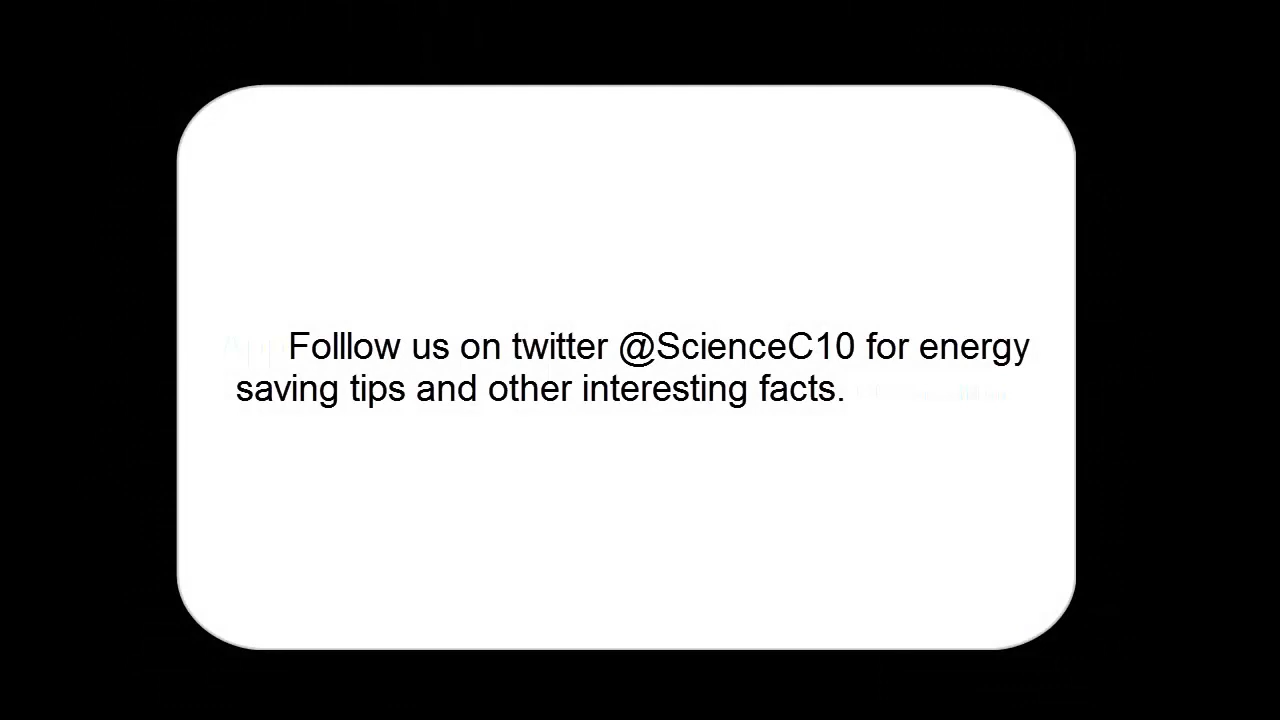 Folllow us on twitter @ScienceC10 for energy
saving tips and other interesting facts.